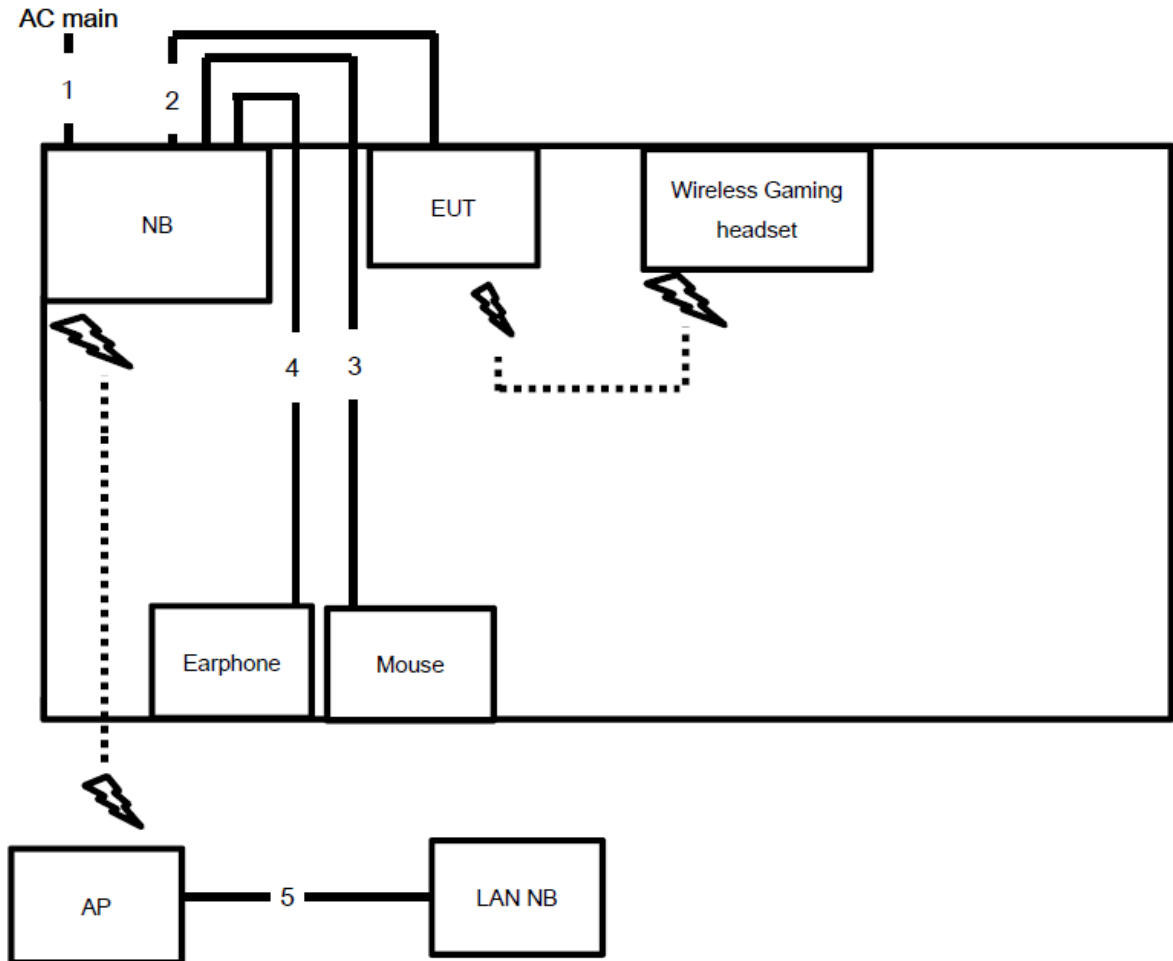 AC main
1
2
NB
EUT
Wireless Gaming
headset
4
3
Earphone
Mouse
AP
5
LAN NB